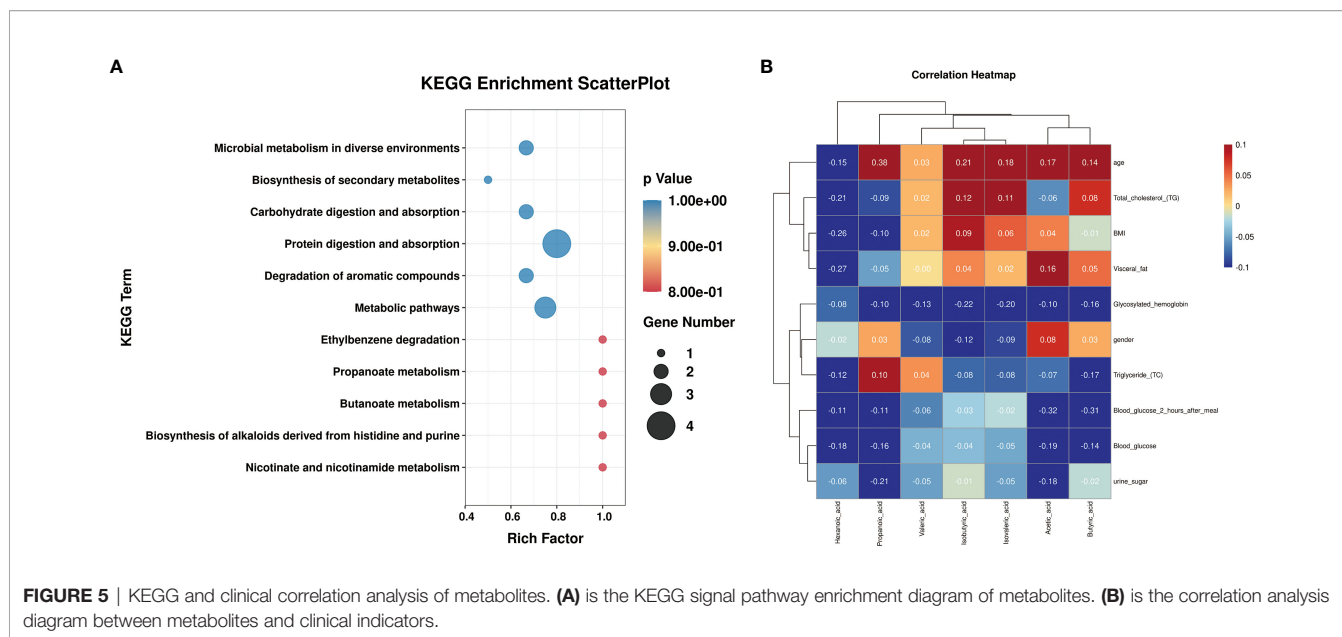 A
KEGG Enrichment ScatterPlot
KEGG Term
Microbial metabolism in diverse environments
Biosynthesis of secondary metabolites
Carbohydrate digestion and absorption
Protein digestion and absorption
Degradation of aromatic compounds
Metabolic pathways
Ethylbenzene degradation
Propanoate metabolism
Butanoate metabolism
Biosynthesis of alkaloids derived from histidine and purine
Nicotinate and nicotinamide metabolism
0.4 0.6 0.8 1.0
Rich Factor
p Value
1.00e+00
9.00e-01
8.00e-01
Gene Number
1
2
3
4
B
Correlation Heatmap
-0.15 0.38 0.03 0.21 0.18 0.17 0.14 age
-0.21 -0.09 0.02 0.12 0.11 -0.06 0.08 Total_cholesterol_(TG)
-0.26 -0.10 0.02 0.09 0.06 0.04 -0.01 BMI
-0.27 -0.05 -0.00 0.04 0.02 0.16 0.05 Visceral_fat
-0.08 -0.10 -0.13 -0.22 -0.20 -0.10 -0.16 Glycosylated_hemoglobin
-0.02 0.03 -0.08 -0.12 -0.09 0.08 0.03 gender
-0.12 0.10 0.04 -0.08 -0.08 -0.07 -0.17 Triglyceride_(TC)
-0.11 -0.11 -0.06 -0.03 -0.02 -0.32 -0.31 Blood_glucose_2_hours_after_meal
-0.18 -0.16 -0.04 -0.04 -0.05 -0.19 -0.14 Blood_glucose
-0.06 -0.21 -0.05 -0.01 -0.05 -0.18 -0.02 urine_sugar
Hexanoic_acid Propanoic_acid Valeric_acid Isobutyric_acid Isovaleric_acid Acetic_acid Butyric_acid
0.1
0.05
0
-0.05
-0.1
FIGURE 5 | KEGG and clinical correlation analysis of metabolites. (A) is the KEGG signal pathway enrichment diagram of metabolites. (B) is the correlation analysis
diagram between metabolites and clinical indicators.